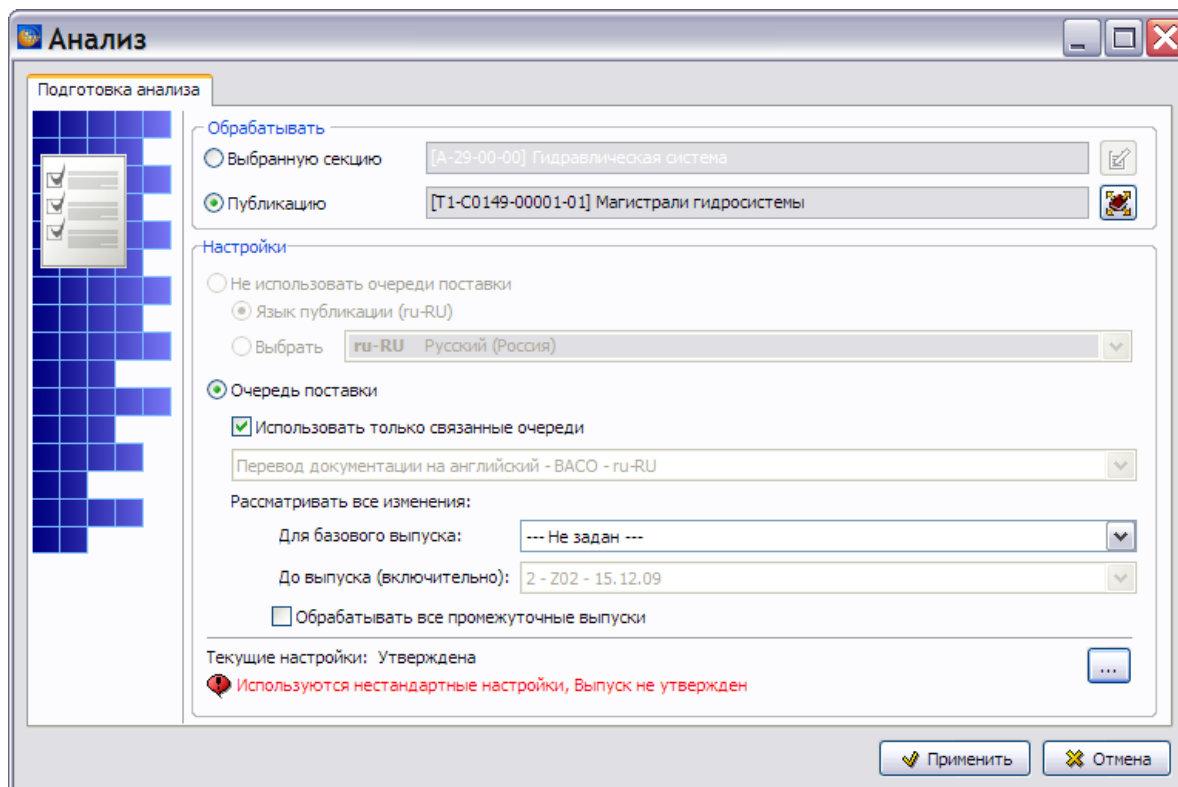 Анализ
Подготовка анализа
Обрабатывать
Выбранную секцию [A-29-00-00] Гидравлическая система
Публикацию [T1-C0149-00001-01] Магистрали гидросистемы
Настройки
Не использовать очереди поставки
Язык публикации (ru-RU)
Выбрать ru-RU Русский (Россия)
Очередь поставки
Использовать только связанные очереди
Перевод документации на английский - BACO - ru-RU
Рассматривать все изменения:
Для базового выпуска: --- Не задан ---
До выпуска (включительно): 2 - Z02 - 15.12.09
Обрабатывать все промежуточные выпуски
Текущие настройки: Утверждена
...
Используются нестандартные настройки, Выпуск не утвержден
Применить Отмена